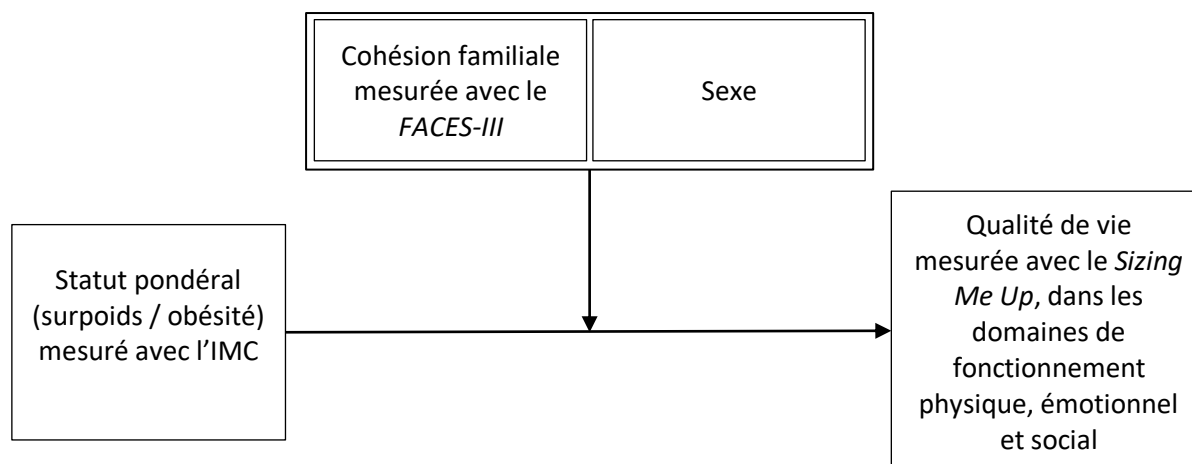 Cohésion familiale
mesurée avec le
FACES-III
Sexe
Statut pondéral
(surpoids / obésité)
mesuré avec l’IMC
Qualité de vie
mesurée avec le Sizing
Me Up, dans les
domaines de
fonctionnement
physique, émotionnel
et social